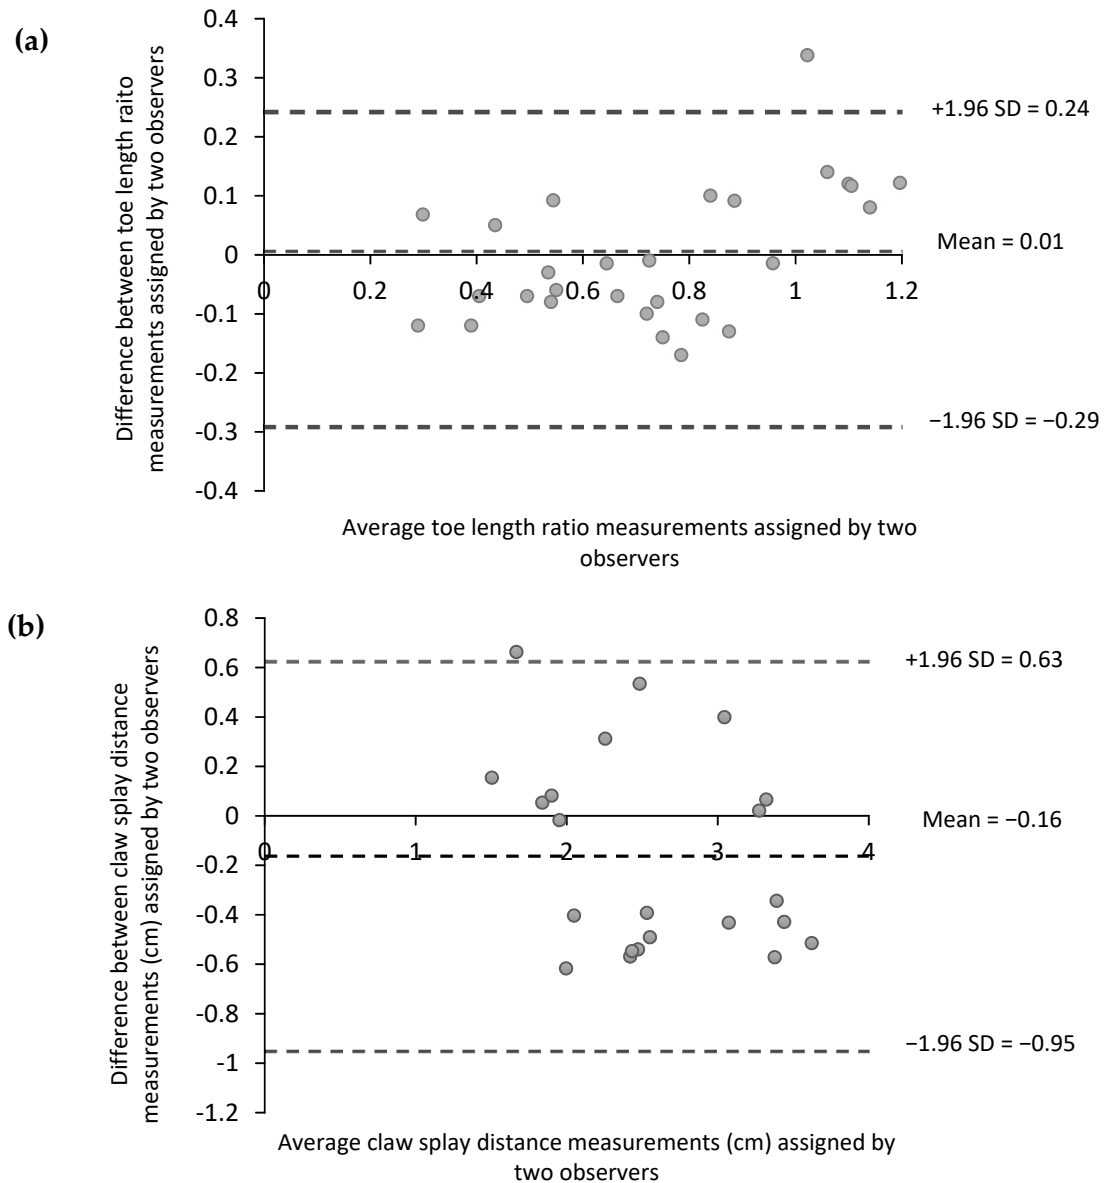 (a)
0.4
0.3
0.2
0.1
0
-0.1
-0.2
-0.3
-0.4
0
0.2
0.4
0.6
0.8
1
1.2
Difference between toe length raito
measurements assigned by two observers
+1.96 SD = 0.24
Mean = 0.01
−1.96 SD = −0.29
Average toe length ratio measurements assigned by two
observers
(b)
0.8
0.6
0.4
0.2
0
-0.2
-0.4
-0.6
-0.8
-1
-1.2
0
1
2
3
4
Difference between claw splay distance
measurements (cm) assigned by two observers
+1.96 SD = 0.63
Mean = −0.16
−1.96 SD = −0.95
Average claw splay distance measurements (cm) assigned by
two observers